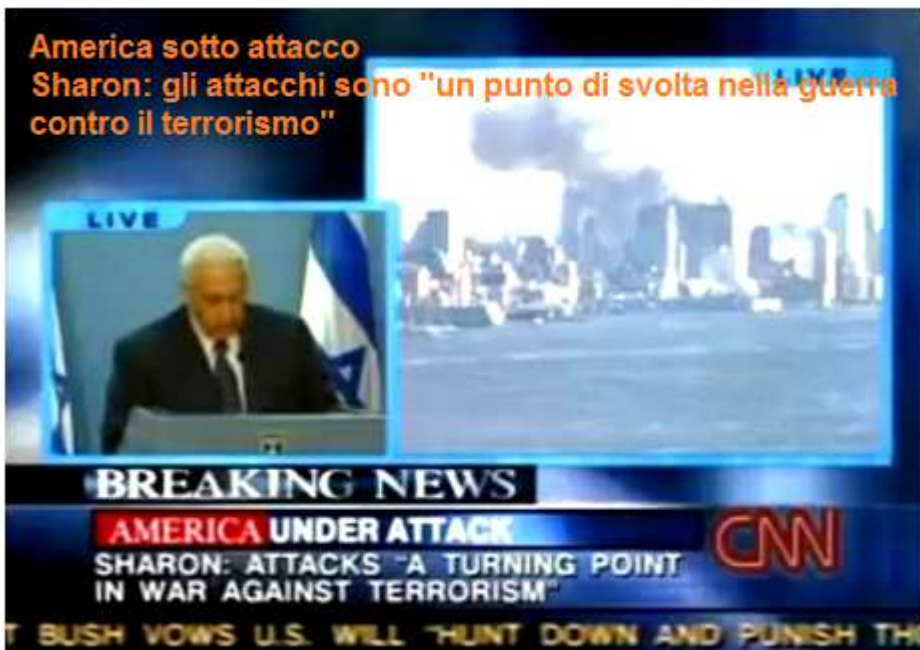 America sotto attacco
Sharon: gli attacchi sono "un punto di svolta nella guerra
contro il terrorismo"
LIVE
LIVE
BREAKING NEWS
AMERICA UNDER ATTACK
SHARON: ATTACKS "A TURNING POINT
IN WAR AGAINST TERRORISM"
CNN
T BUSH VOWS U.S. WILL "HUNT DOWN AND PUNISH TH